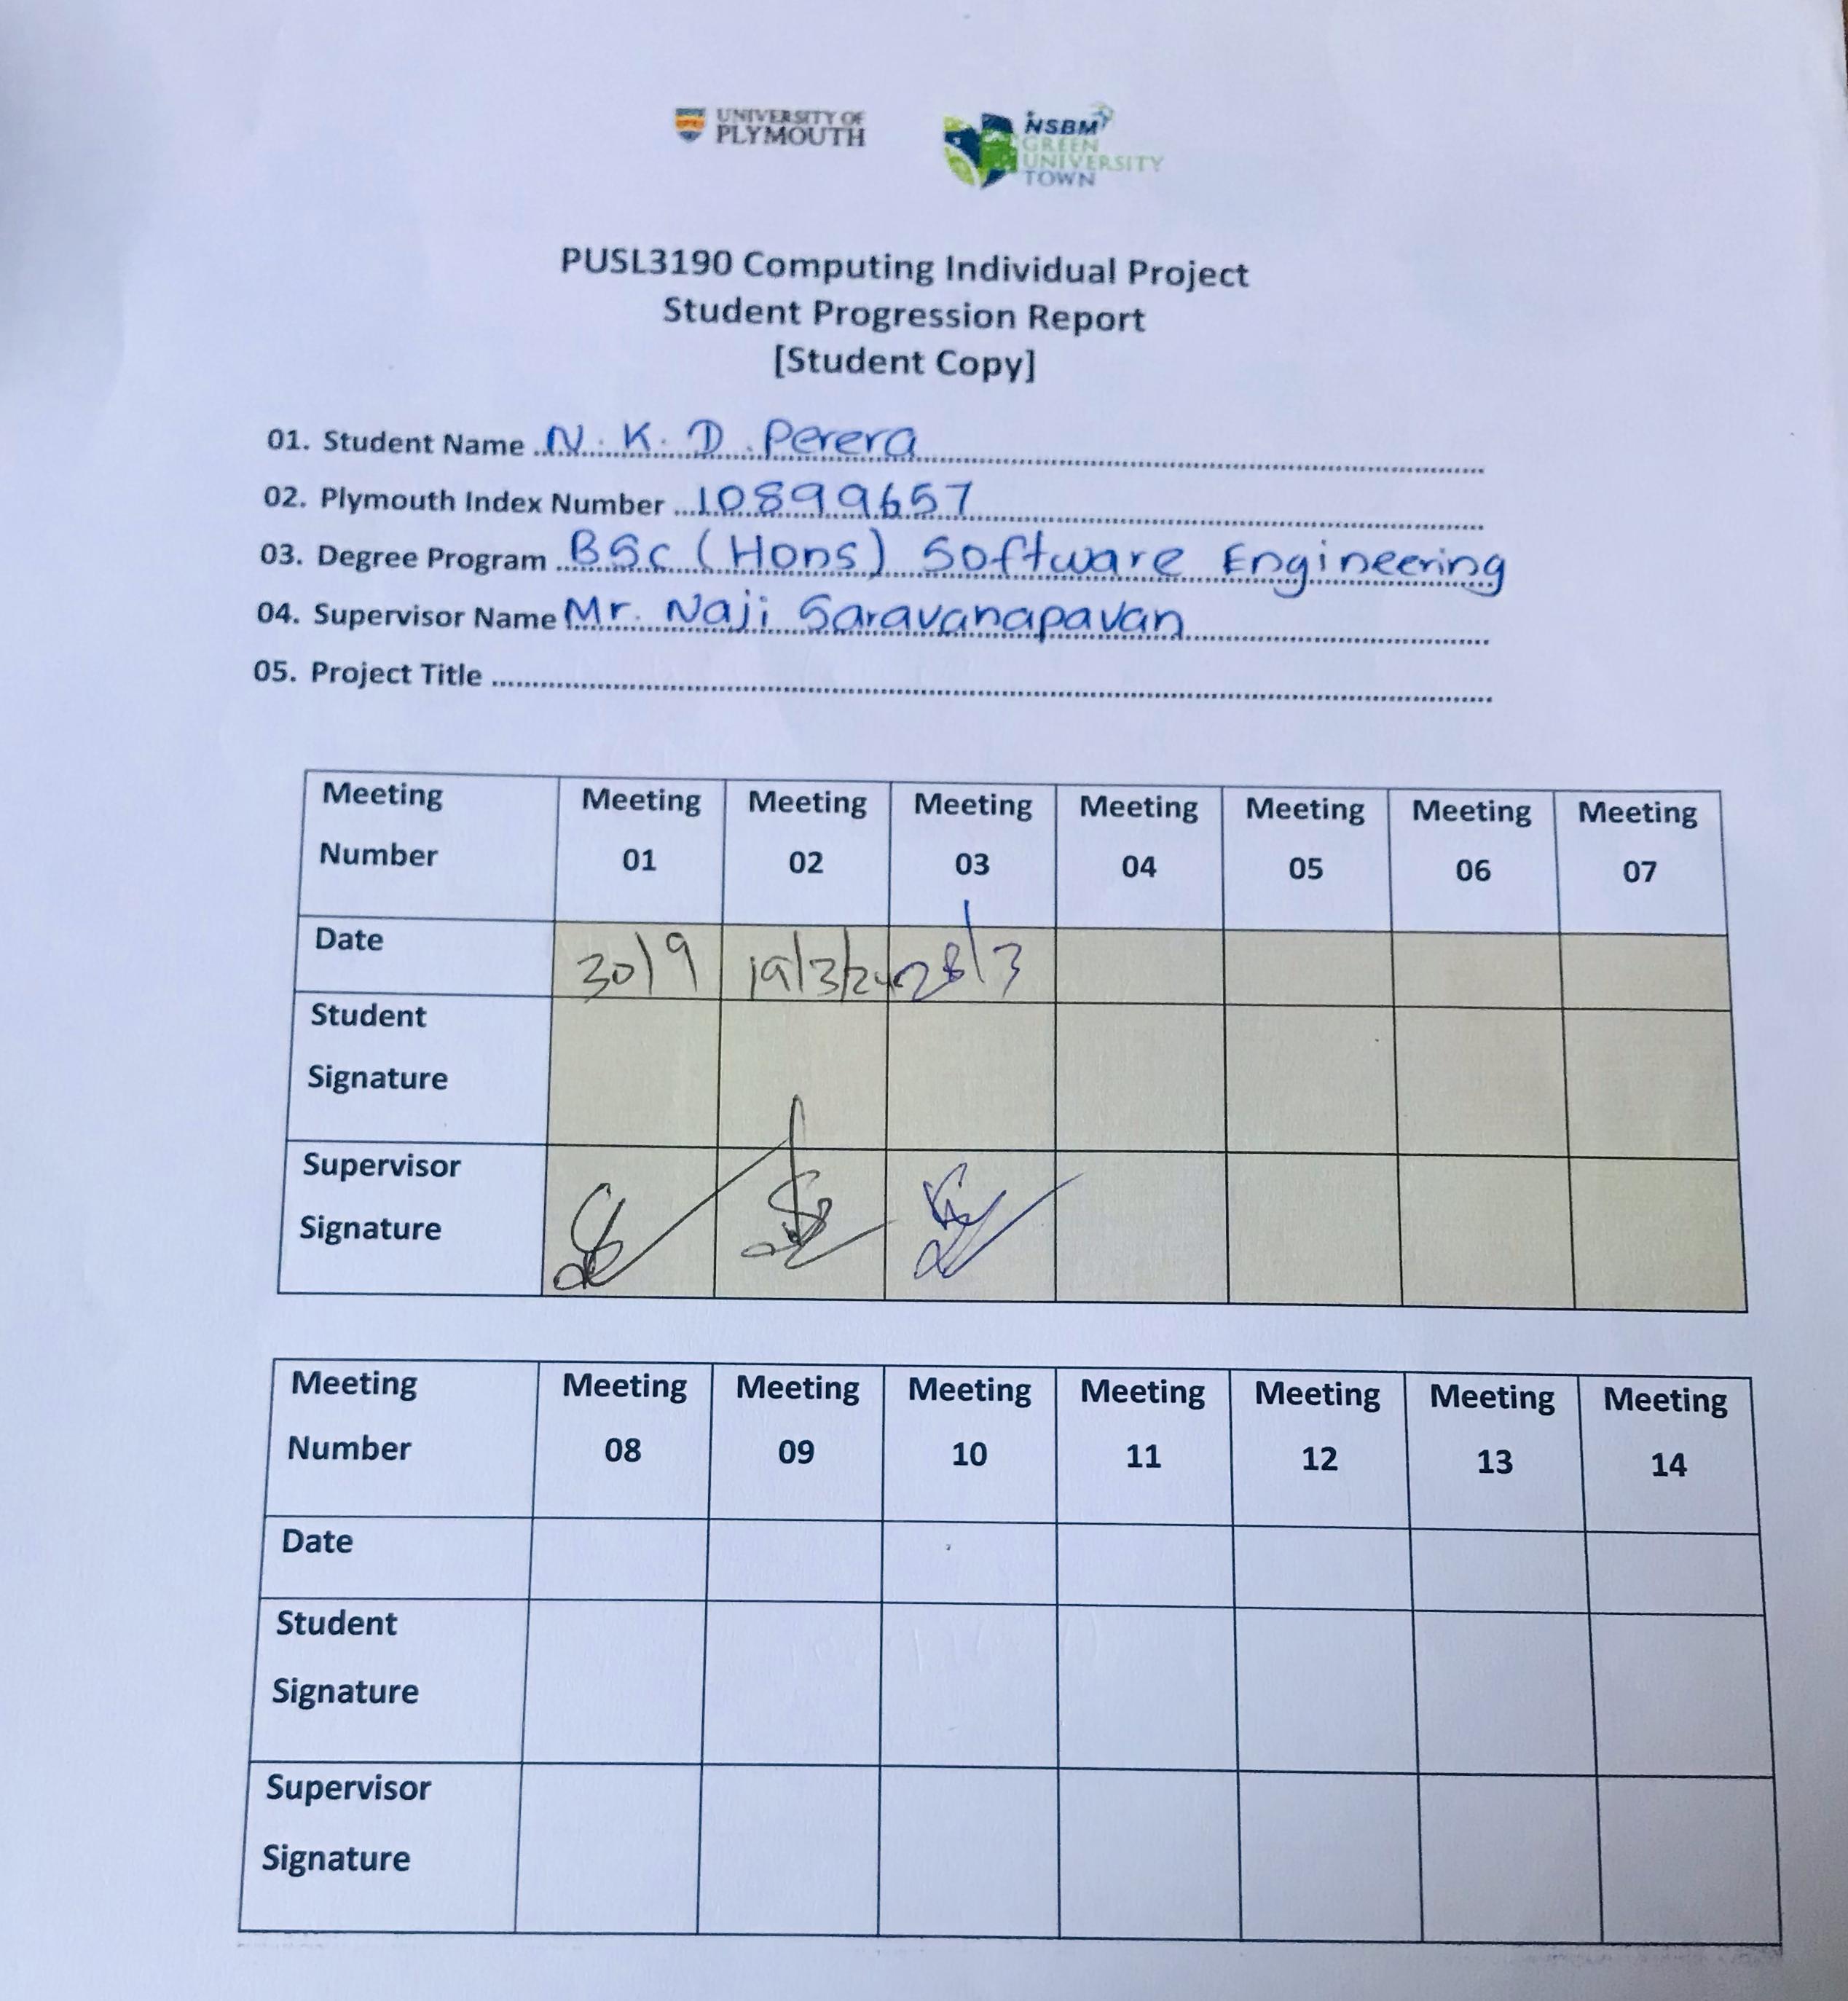 UNIVERSITY OF
PLYMOUTH
NSBM
GREEN
UNIVERSITY
TOWN
PUSL3190 Computing Individual Project
Student Progression Report
[Student Copy]
01. Student Name N. K. D. Perera
02. Plymouth Index Number 10899657
03. Degree Program BSc (Hons) Software Engineering
04. Supervisor Name Mr. Naji Saravanapavan
05. Project Title
Meeting Number Meeting 01 Meeting 02 Meeting 03 Meeting 04 Meeting 05 Meeting 06 Meeting 07
Date 30/9 19/3/24 28/3
Student Signature
Supervisor Signature
Meeting Number Meeting 08 Meeting 09 Meeting 10 Meeting 11 Meeting 12 Meeting 13 Meeting 14
Date
Student Signature
Supervisor Signature